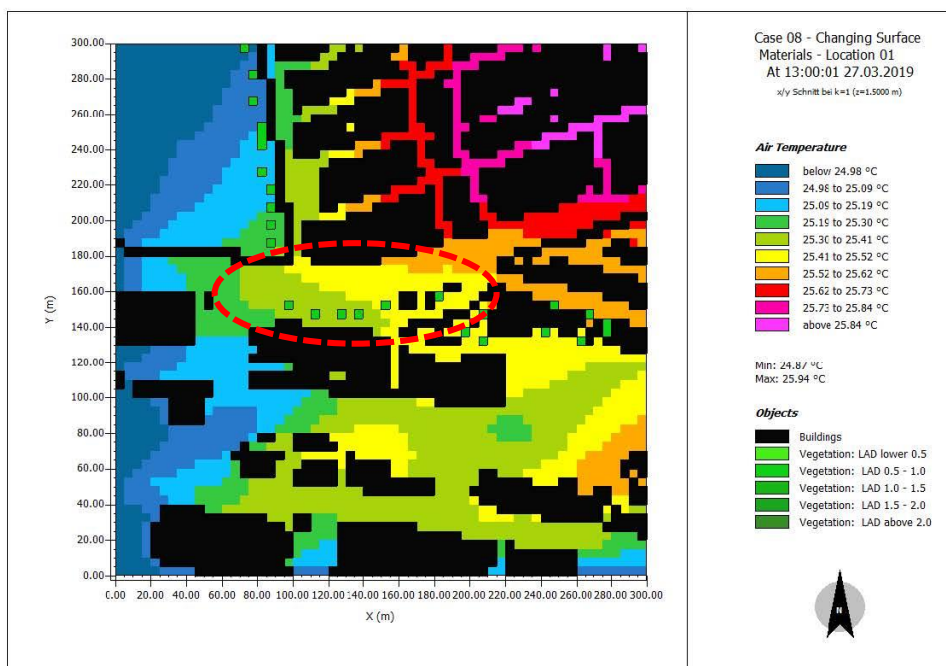 Case 08 - Changing Surface
Materials - Location 01
At 13:00:01 27.03.2019
x/y Schnitt bei k=1 (z=1.5000 m)
Air Temperature
below 24.98 °C
24.98 to 25.09 °C
25.09 to 25.19 °C
25.19 to 25.30 °C
25.30 to 25.41 °C
25.41 to 25.52 °C
25.52 to 25.62 °C
25.62 to 25.73 °C
25.73 to 25.84 °C
above 25.84 °C
Min: 24.87 °C
Max: 25.94 °C
Objects
Buildings
Vegetation: LAD lower 0.5
Vegetation: LAD 0.5 - 1.0
Vegetation: LAD 1.0 - 1.5
Vegetation: LAD 1.5 - 2.0
Vegetation: LAD above 2.0
N
300.00
280.00
260.00
240.00
220.00
200.00
180.00
160.00
140.00
120.00
100.00
80.00
60.00
40.00
20.00
0.00
Y (m)
0.00 20.00 40.00 60.00 80.00 100.00 120.00 140.00 160.00 180.00 200.00 220.00 240.00 260.00 280.00 300.00
X (m)